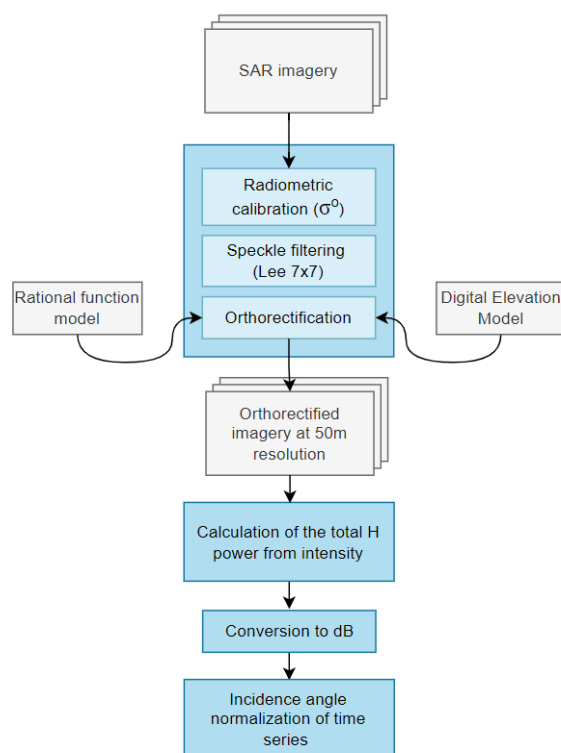 SAR imagery
Radiometric
calibration (σ⁰)
Speckle filtering
(Lee 7x7)
Rational function
model
Orthorectification
Digital Elevation
Model
Orthorectified
imagery at 50m
resolution
Calculation of the total H
power from intensity
Conversion to dB
Incidence angle
normalization of time
series